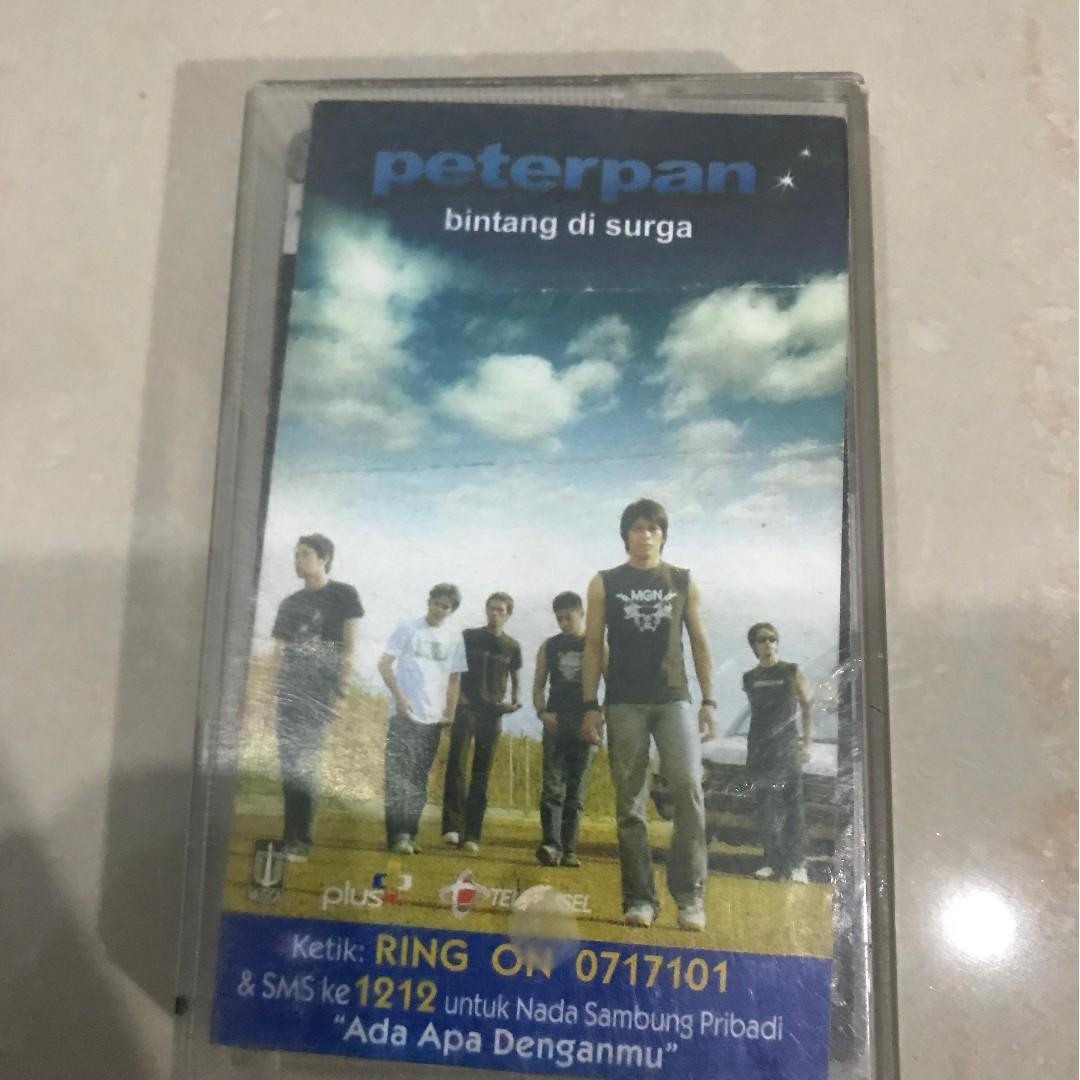 peterpan
bintang di surga
MGN
plus
TELKOMSEL
Ketik: RING ON 0717101
& SMS ke 1212 untuk Nada Sambung Pribadi
"Ada Apa Denganmu"